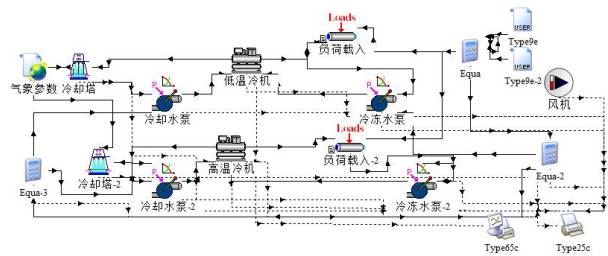 Loads
USER
Type9e
负荷载入
Equa
USER
Type9e-2
气象参数
冷却塔
低温冷机
冷却水泵
冷冻水泵
风机
Loads
高温冷机
负荷载入-2
Equa-3
冷却塔-2
冷却水泵-2
冷冻水泵-2
Equa-2
Type65c
Type25c